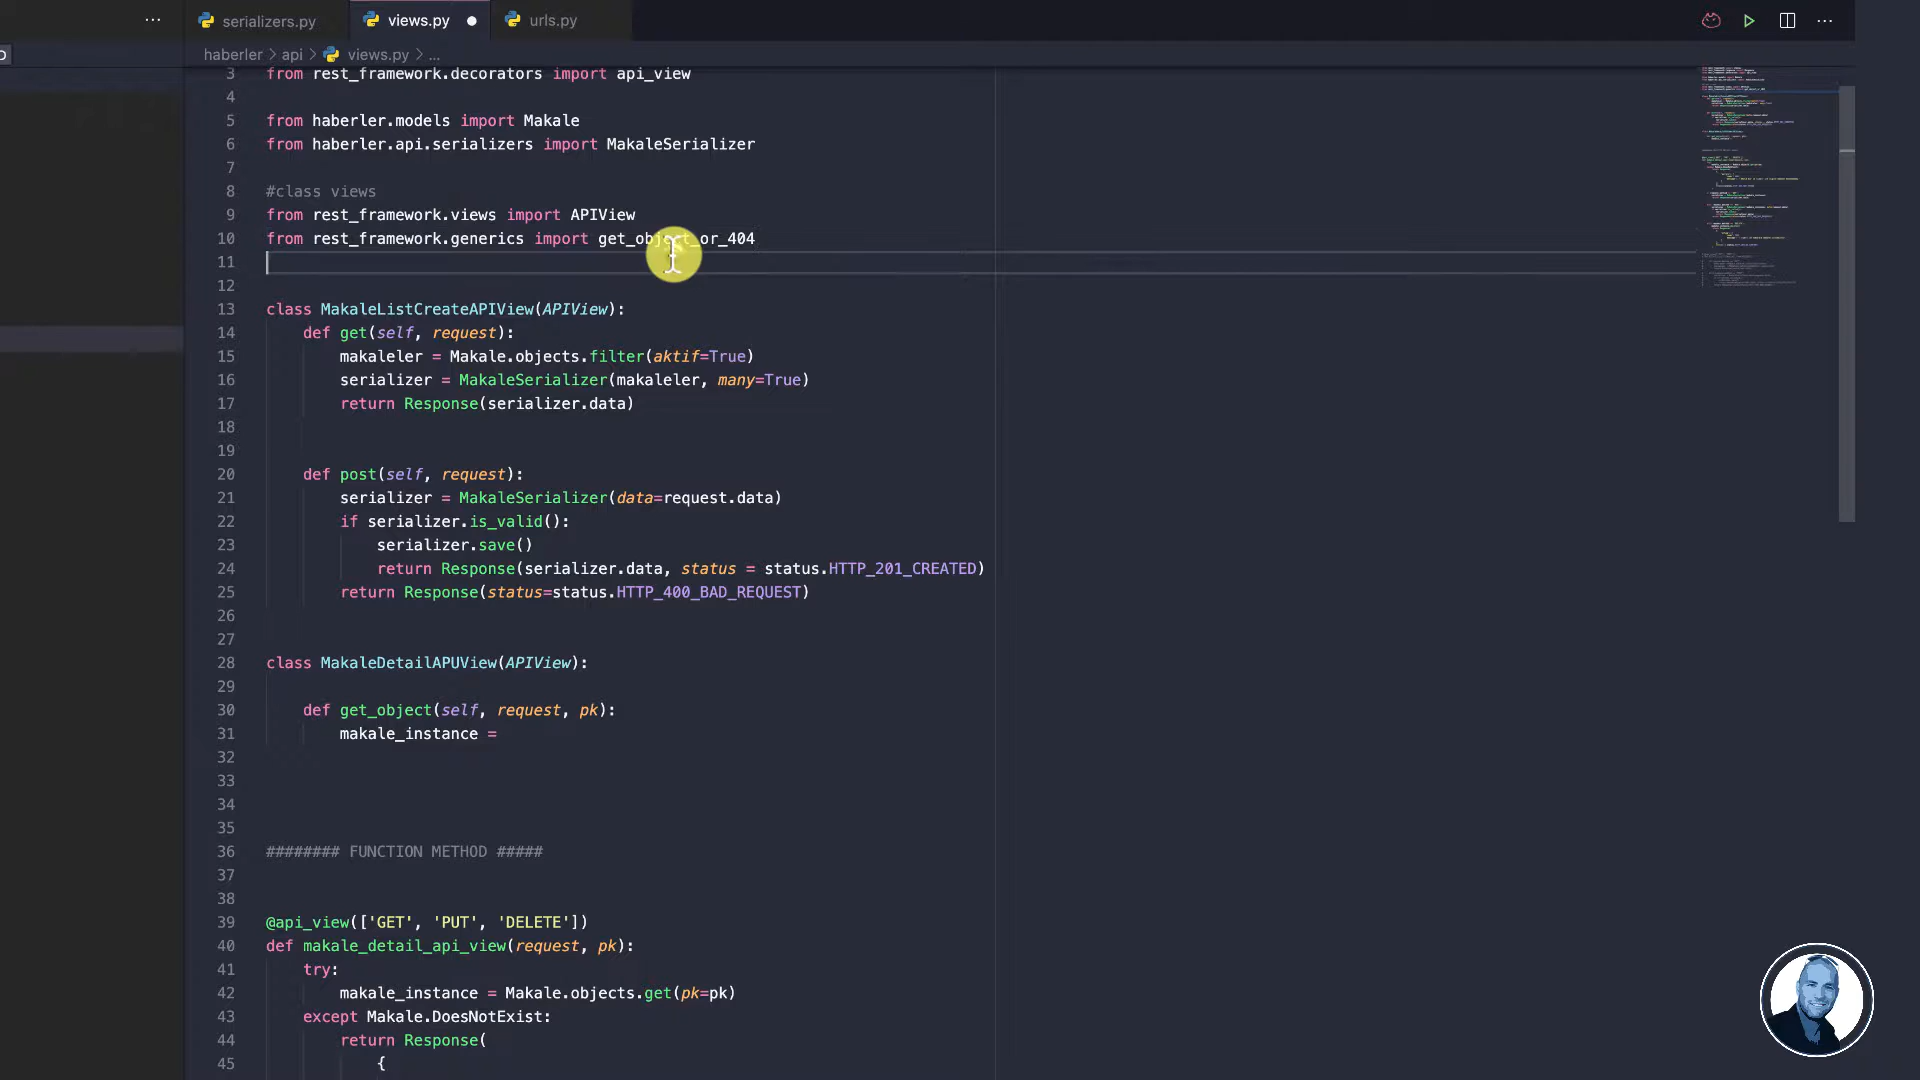 serializers.py views.py urls.py
haberler > api > views.py > ...
3 from rest_framework.decorators import api_view
4
5 from haberler.models import Makale
6 from haberler.api.serializers import MakaleSerializer
7
8 #class views
9 from rest_framework.views import APIView
10 from rest_framework.generics import get_object_or_404
11
12
13 class MakaleListCreateAPIView(APIView):
14 def get(self, request):
15 makaleler = Makale.objects.filter(aktif=True)
16 serializer = MakaleSerializer(makaleler, many=True)
17 return Response(serializer.data)
18
19
20 def post(self, request):
21 serializer = MakaleSerializer(data=request.data)
22 if serializer.is_valid():
23 serializer.save()
24 return Response(serializer.data, status = status.HTTP_201_CREATED)
25 return Response(status=status.HTTP_400_BAD_REQUEST)
26
27
28 class MakaleDetailAPUView(APIView):
29
30 def get_object(self, request, pk):
31 makale_instance =
32
33
34
35
36 ######## FUNCTION METHOD #####
37
38
39 @api_view(['GET', 'PUT', 'DELETE'])
40 def makale_detail_api_view(request, pk):
41 try:
42 makale_instance = Makale.objects.get(pk=pk)
43 except Makale.DoesNotExist:
44 return Response(
45 {